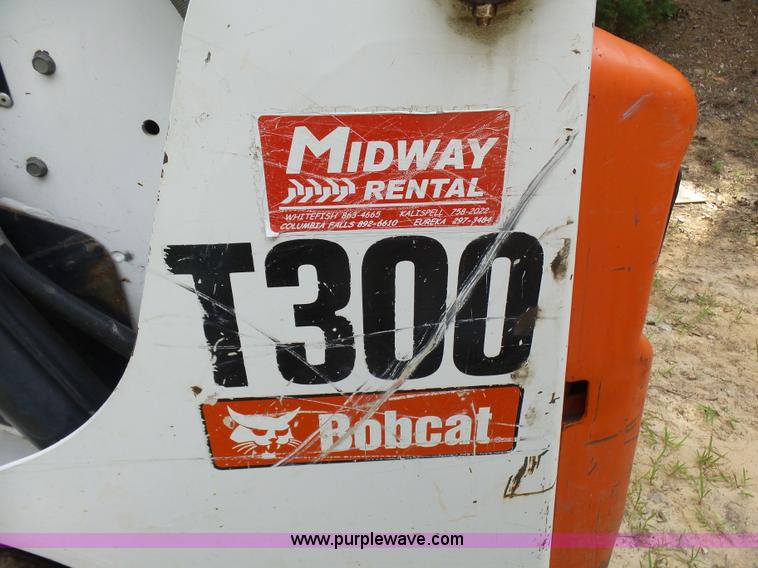 MIDWAY
RENTAL
WHITEFISH 863-4665 KALISPELL 758-2022
COLUMBIA FALLS 892-6610 EUREKA 297-3484
T300
Bobcat
www.purplewave.com